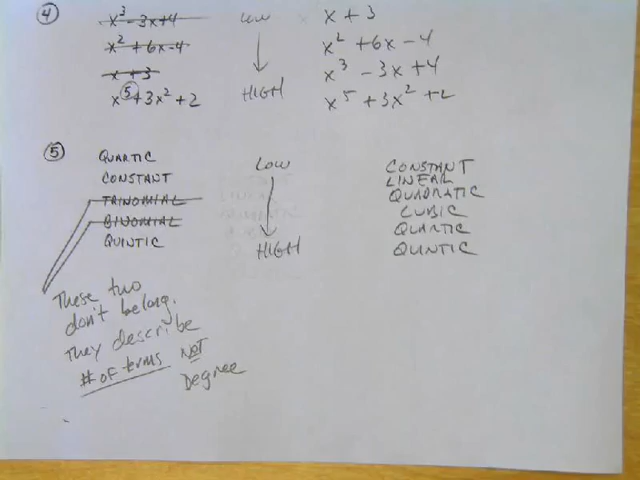 ④ x³ - 3x + 4 LOW x + 3
x² + 6x - 4 x² + 6x - 4
x + 3 x³ - 3x + 4
x⁵ + 3x² + 2 HIGH x⁵ + 3x² + 2
⑤ QUARTIC LOW CONSTANT
CONSTANT LINEAR
TRINOMIAL QUADRATIC
BINOMIAL CUBIC
QUINTIC HIGH QUARTIC
QUINTIC
These two
don't belong.
They describe
# OF terms NOT
Degree